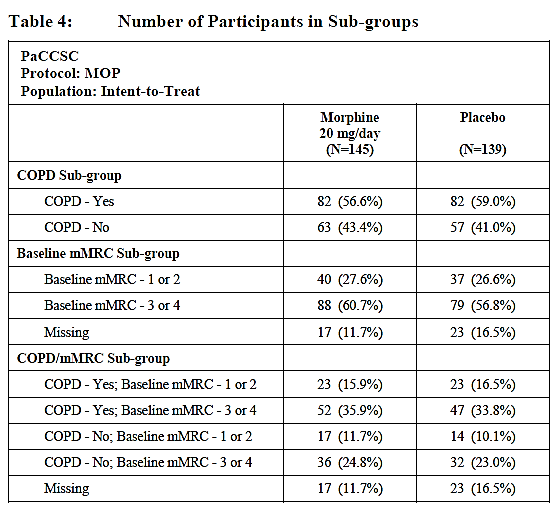 Table 4: Number of Participants in Sub-groups
PaCCSC
Protocol: MOP
Population: Intent-to-Treat
Morphine Placebo
20 mg/day
(N=145) (N=139)
COPD Sub-group
COPD - Yes 82 (56.6%) 82 (59.0%)
COPD - No 63 (43.4%) 57 (41.0%)
Baseline mMRC Sub-group
Baseline mMRC - 1 or 2 40 (27.6%) 37 (26.6%)
Baseline mMRC - 3 or 4 88 (60.7%) 79 (56.8%)
Missing 17 (11.7%) 23 (16.5%)
COPD/mMRC Sub-group
COPD - Yes; Baseline mMRC - 1 or 2 23 (15.9%) 23 (16.5%)
COPD - Yes; Baseline mMRC - 3 or 4 52 (35.9%) 47 (33.8%)
COPD - No; Baseline mMRC - 1 or 2 17 (11.7%) 14 (10.1%)
COPD - No; Baseline mMRC - 3 or 4 36 (24.8%) 32 (23.0%)
Missing 17 (11.7%) 23 (16.5%)